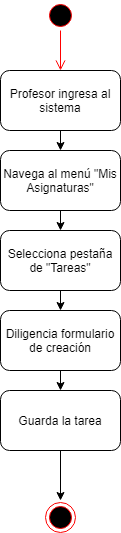 Profesor ingresa al
sistema
Navega al menú "Mis
Asignaturas"
Selecciona pestaña
de "Tareas"
Diligencia formulario
de creación
Guarda la tarea